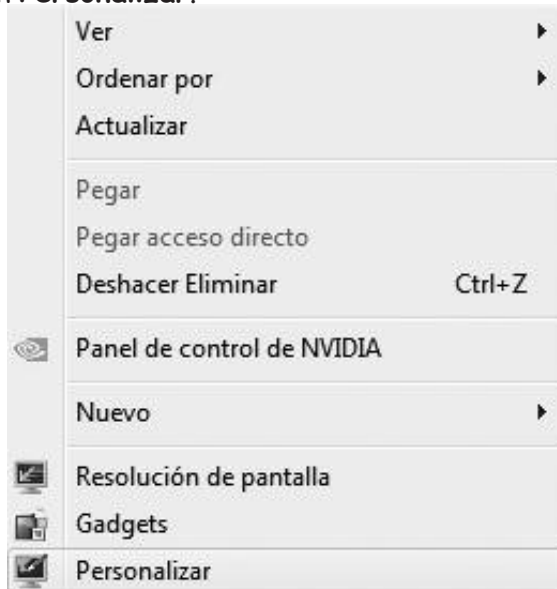 Personalizar.
Ver
Ordenar por
Actualizar
Pegar
Pegar acceso directo
Deshacer Eliminar Ctrl+Z
Panel de control de NVIDIA
Nuevo
Resolución de pantalla
Gadgets
Personalizar